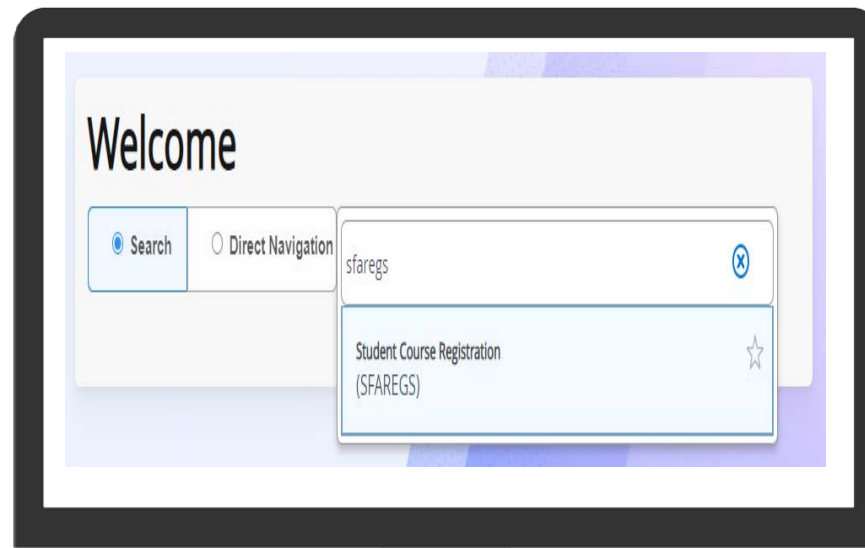 Welcome
Search
Direct Navigation
sfaregs
Student Course Registration
(SFAREGS)